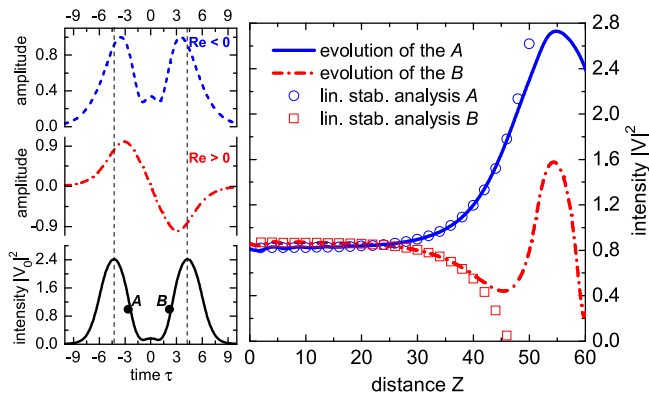 -9 -6 -3 0 3 6 9
1.0
0.8
0.4
0.0
amplitude
Re < 0
0.9
0.0
-0.9
amplitude
Re > 0
2.4
1.6
0.8
0.0
intensity |V₀|²
A
B
-9 -6 -3 0 3 6 9
time τ
evolution of the A
evolution of the B
lin. stab. analysis A
lin. stab. analysis B
2.8
2.4
2.0
1.6
1.2
0.8
0.4
0.0
intensity |V|²
0 10 20 30 40 50 60
distance Z